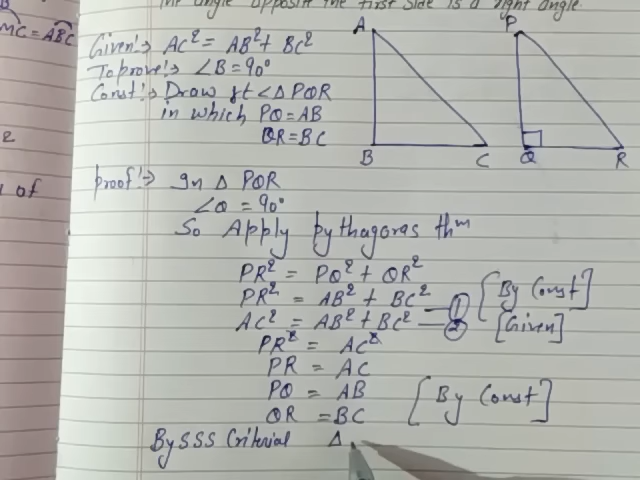 The angle opposite the first side is a right angle.
MC = ABC
Given:→ AC² = AB² + BC²
To prove:→ ∠B = 90°
Const:→ Draw rt < Δ PQR
in which PQ = AB
QR = BC
A
B
C
P
Q
R
2
of
proof:→ In Δ PQR
∠Q = 90°
So Apply pythagoras thm
PR² = PQ² + QR²
PR² = AB² + BC² — ① [By Const]
AC² = AB² + BC² — ② [Given]
PR² = AC²
PR = AC
PQ = AB
QR = BC [By Const]
By SSS Criterial Δ